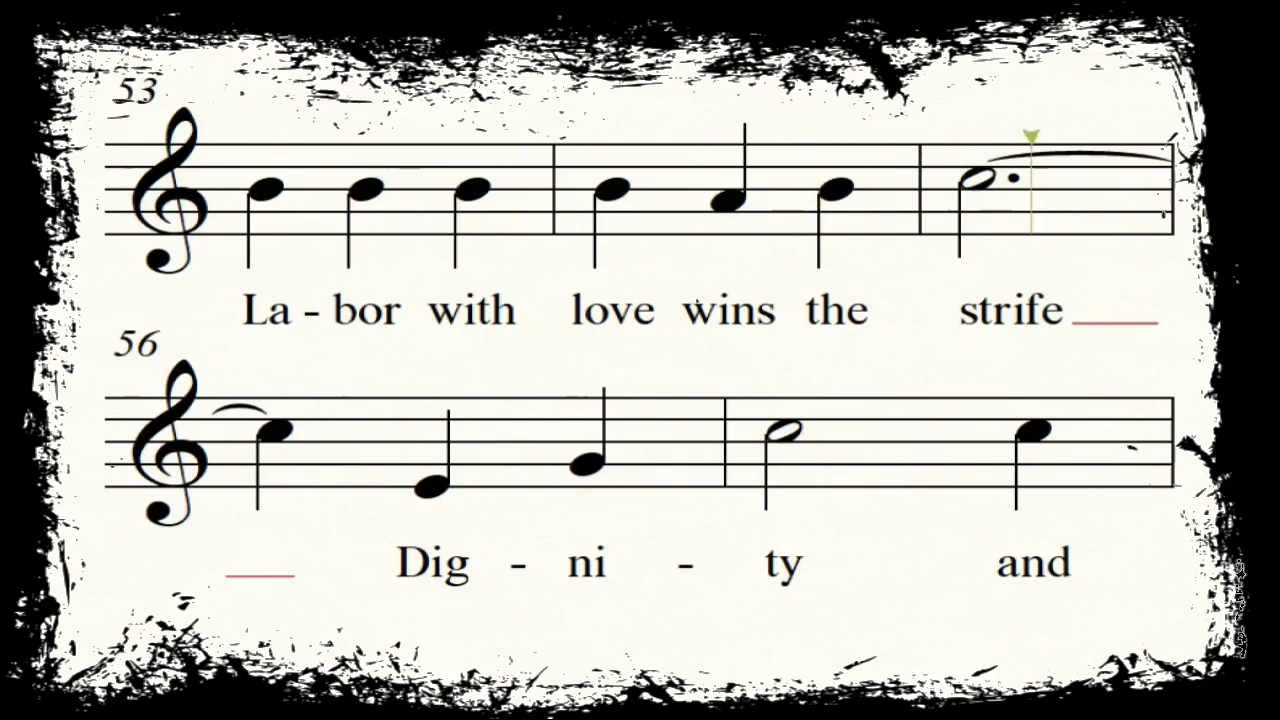 53
La - bor with love wins the strife
56
Dig - ni - ty and